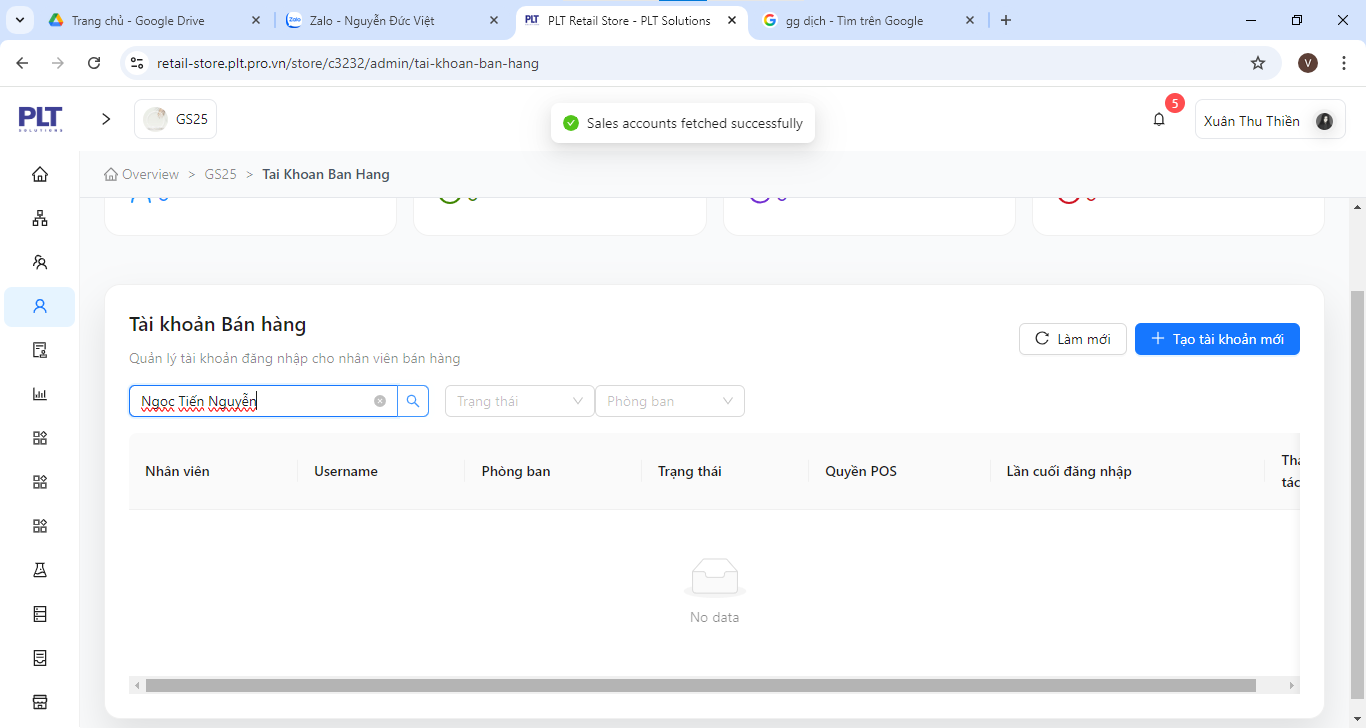 Trang chủ - Google Drive
Zalo - Nguyễn Đức Việt
PLT Retail Store - PLT Solutions
gg dịch - Tìm trên Google
retail-store.plt.pro.vn/store/c3232/admin/tai-khoan-ban-hang
V
PLT
SOLUTIONS
GS25
Sales accounts fetched successfully
5
Xuân Thu Thiền
Overview > GS25 > Tai Khoan Ban Hang
Tài khoản Bán hàng
Quản lý tài khoản đăng nhập cho nhân viên bán hàng
Làm mới
Tạo tài khoản mới
Ngọc Tiến Nguyễn
Trạng thái
Phòng ban
Nhân viên Username Phòng ban Trạng thái Quyền POS Lần cuối đăng nhập
No data